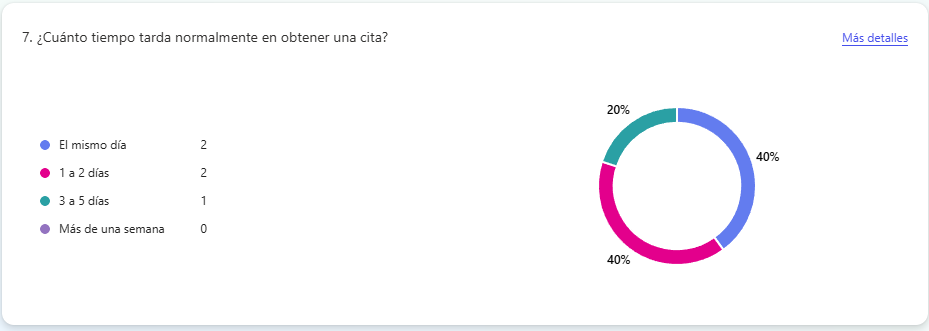 7. ¿Cuánto tiempo tarda normalmente en obtener una cita?
Más detalles
El mismo día 2
1 a 2 días 2
3 a 5 días 1
Más de una semana 0
20%
40%
40%